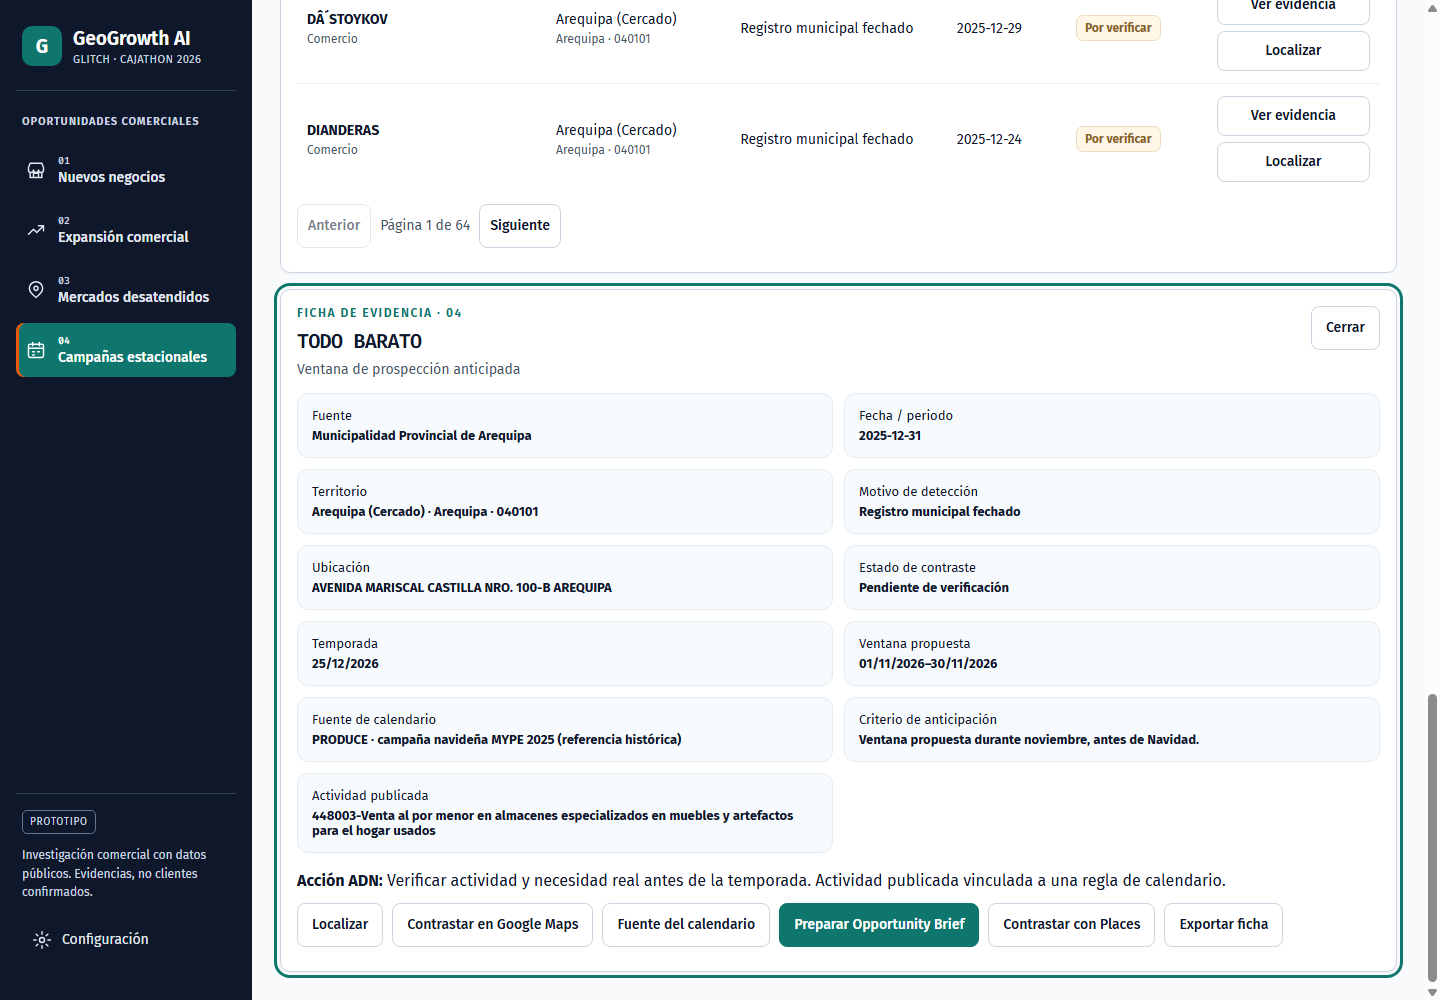 G
GeoGrowth AI
GLITCH · CAJATHON 2026
OPORTUNIDADES COMERCIALES
01
Nuevos negocios
02
Expansión comercial
03
Mercados desatendidos
04
Campañas estacionales
PROTOTIPO
Investigación comercial con datos
públicos. Evidencias, no clientes
confirmados.
Configuración
DÂ´STOYKOV
Comercio
Arequipa (Cercado)
Arequipa · 040101
Registro municipal fechado
2025-12-29
Por verificar
Ver evidencia
Localizar
DIANDERAS
Comercio
Arequipa (Cercado)
Arequipa · 040101
Registro municipal fechado
2025-12-24
Por verificar
Ver evidencia
Localizar
Anterior
Página 1 de 64
Siguiente
FICHA DE EVIDENCIA · 04
TODO  BARATO
Ventana de prospección anticipada
Cerrar
Fuente
Municipalidad Provincial de Arequipa
Fecha / periodo
2025-12-31
Territorio
Arequipa (Cercado) · Arequipa · 040101
Motivo de detección
Registro municipal fechado
Ubicación
AVENIDA MARISCAL CASTILLA NRO. 100-B AREQUIPA
Estado de contraste
Pendiente de verificación
Temporada
25/12/2026
Ventana propuesta
01/11/2026–30/11/2026
Fuente de calendario
PRODUCE · campaña navideña MYPE 2025 (referencia histórica)
Criterio de anticipación
Ventana propuesta durante noviembre, antes de Navidad.
Actividad publicada
448003-Venta al por menor en almacenes especializados en muebles y artefactos
para el hogar usados
Acción ADN: Verificar actividad y necesidad real antes de la temporada. Actividad publicada vinculada a una regla de calendario.
Localizar
Contrastar en Google Maps
Fuente del calendario
Preparar Opportunity Brief
Contrastar con Places
Exportar ficha